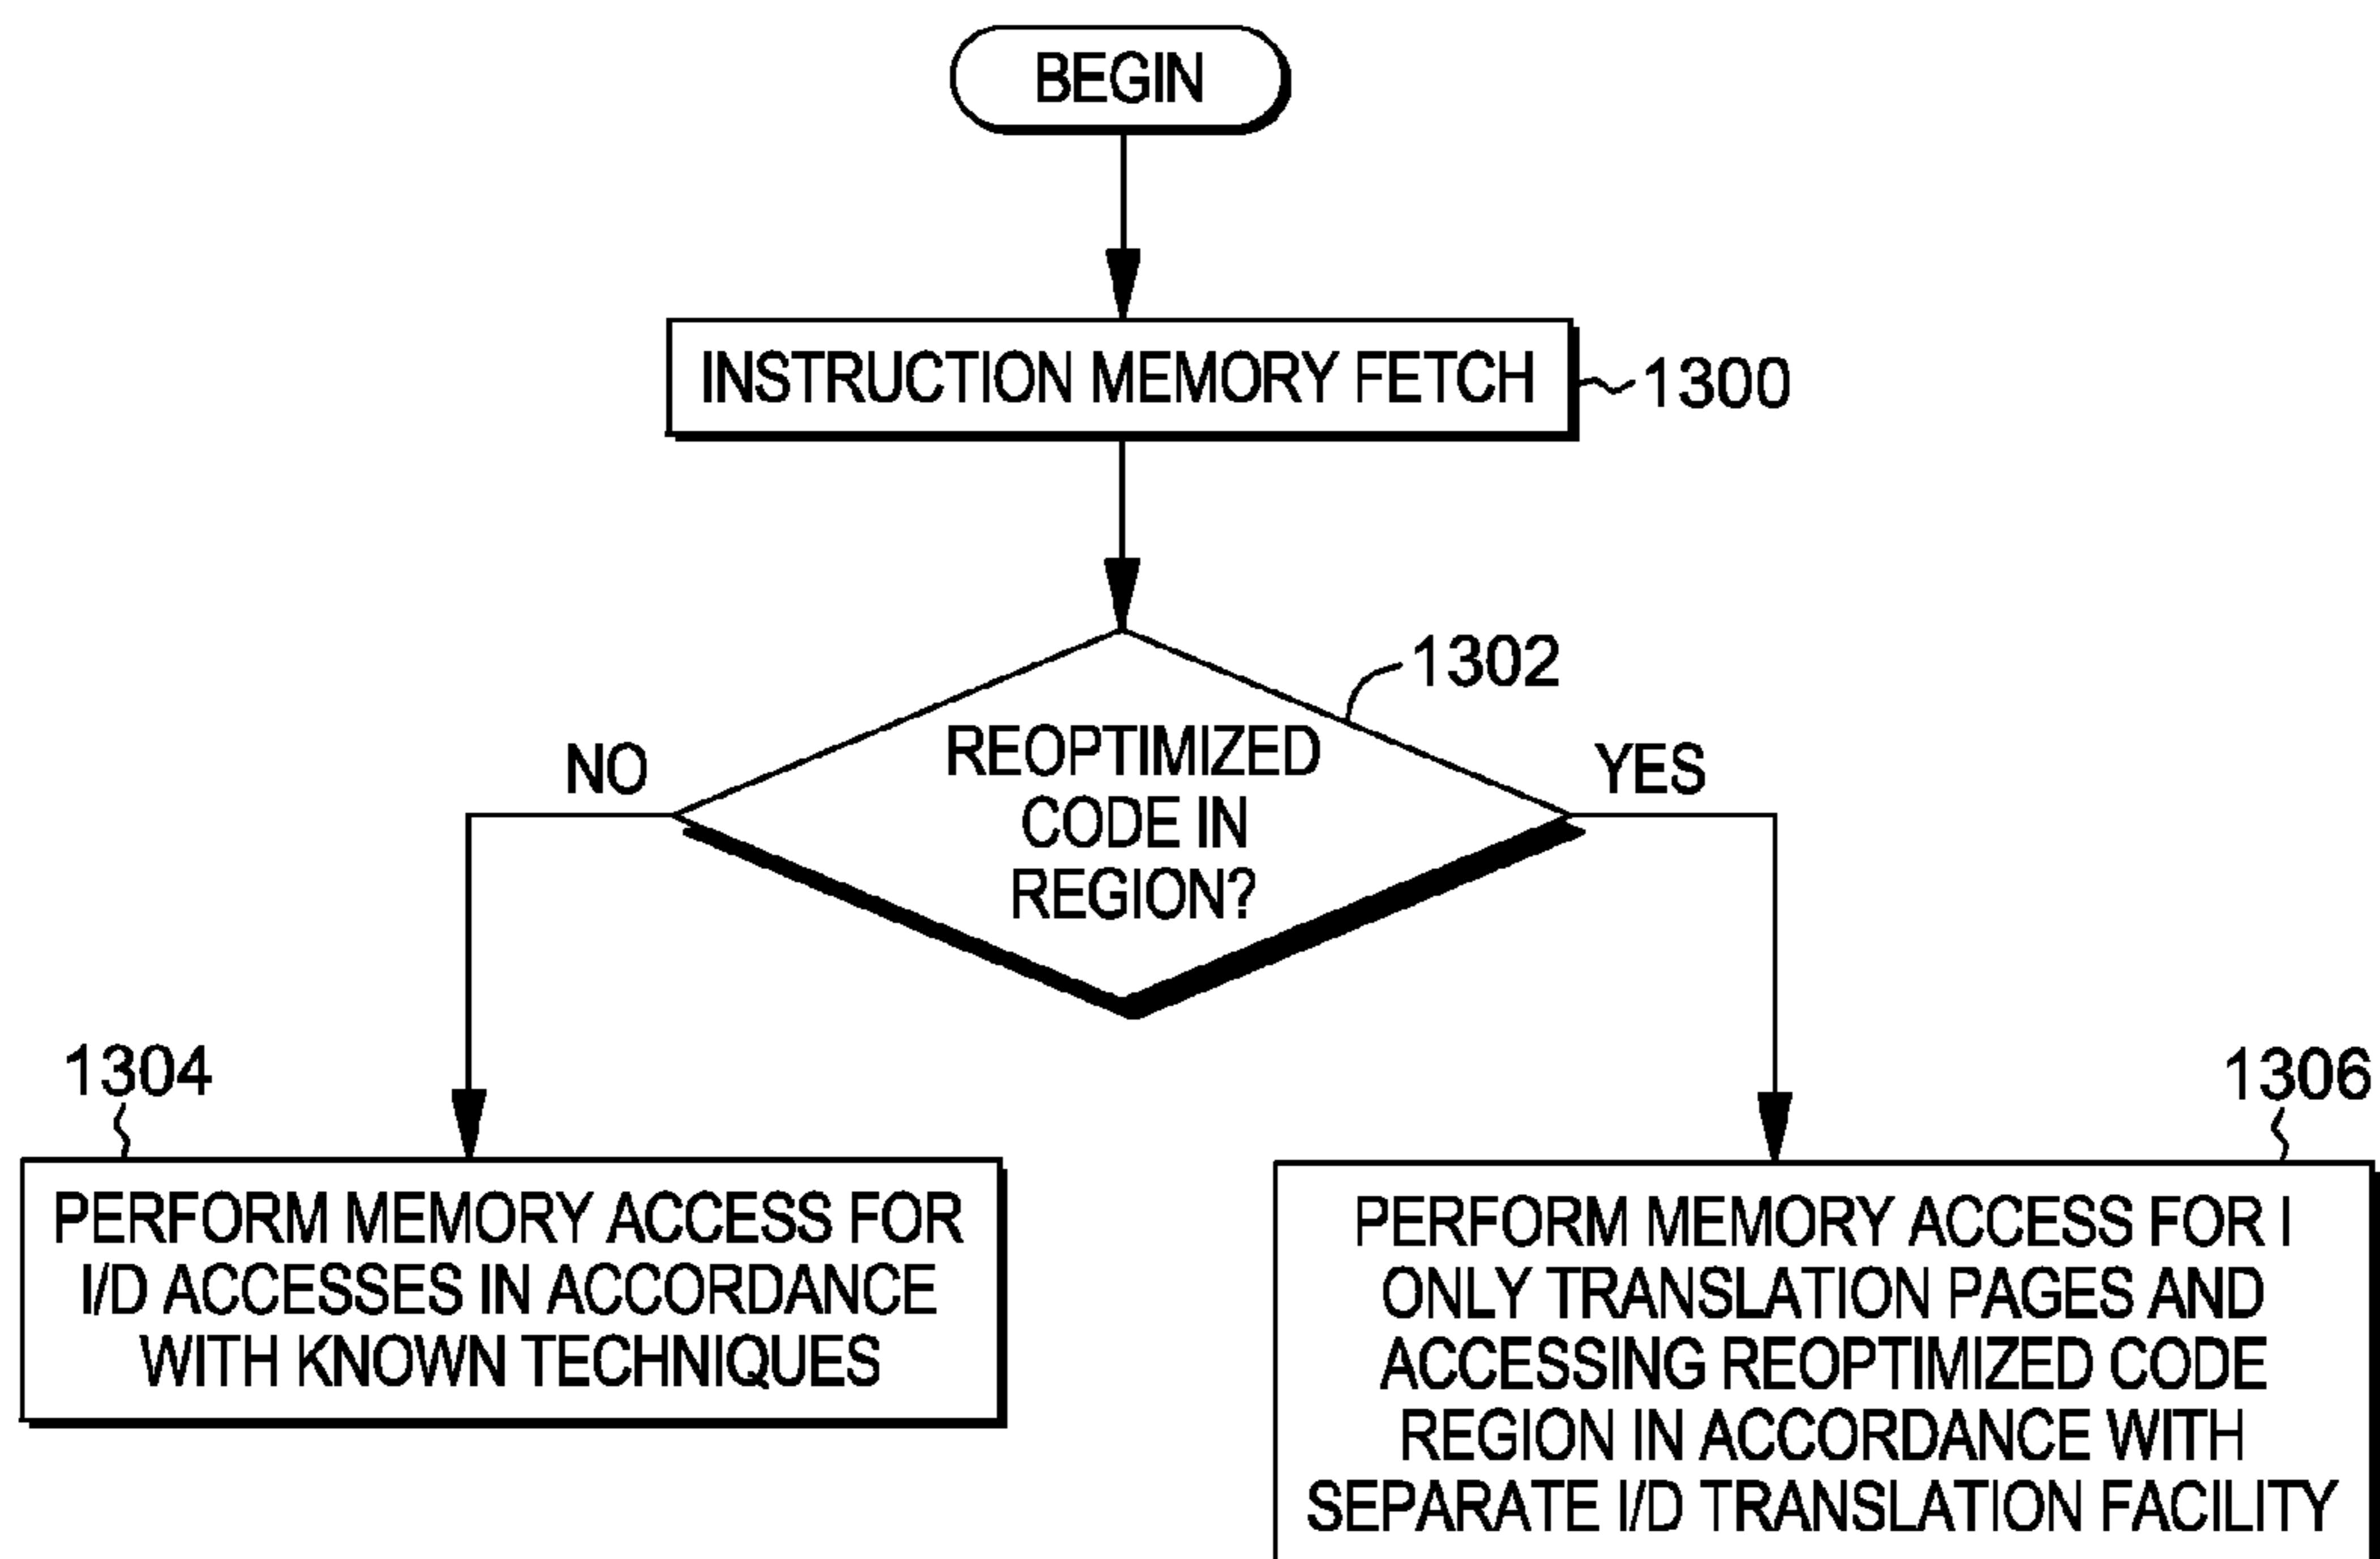 BEGIN
INSTRUCTION MEMORY FETCH
1300
1302
REOPTIMIZED
CODE IN
REGION?
NO
YES
1304
PERFORM MEMORY ACCESS FOR
I/D ACCESSES IN ACCORDANCE
WITH KNOWN TECHNIQUES
1306
PERFORM MEMORY ACCESS FOR I
ONLY TRANSLATION PAGES AND
ACCESSING REOPTIMIZED CODE
REGION IN ACCORDANCE WITH
SEPARATE I/D TRANSLATION FACILITY